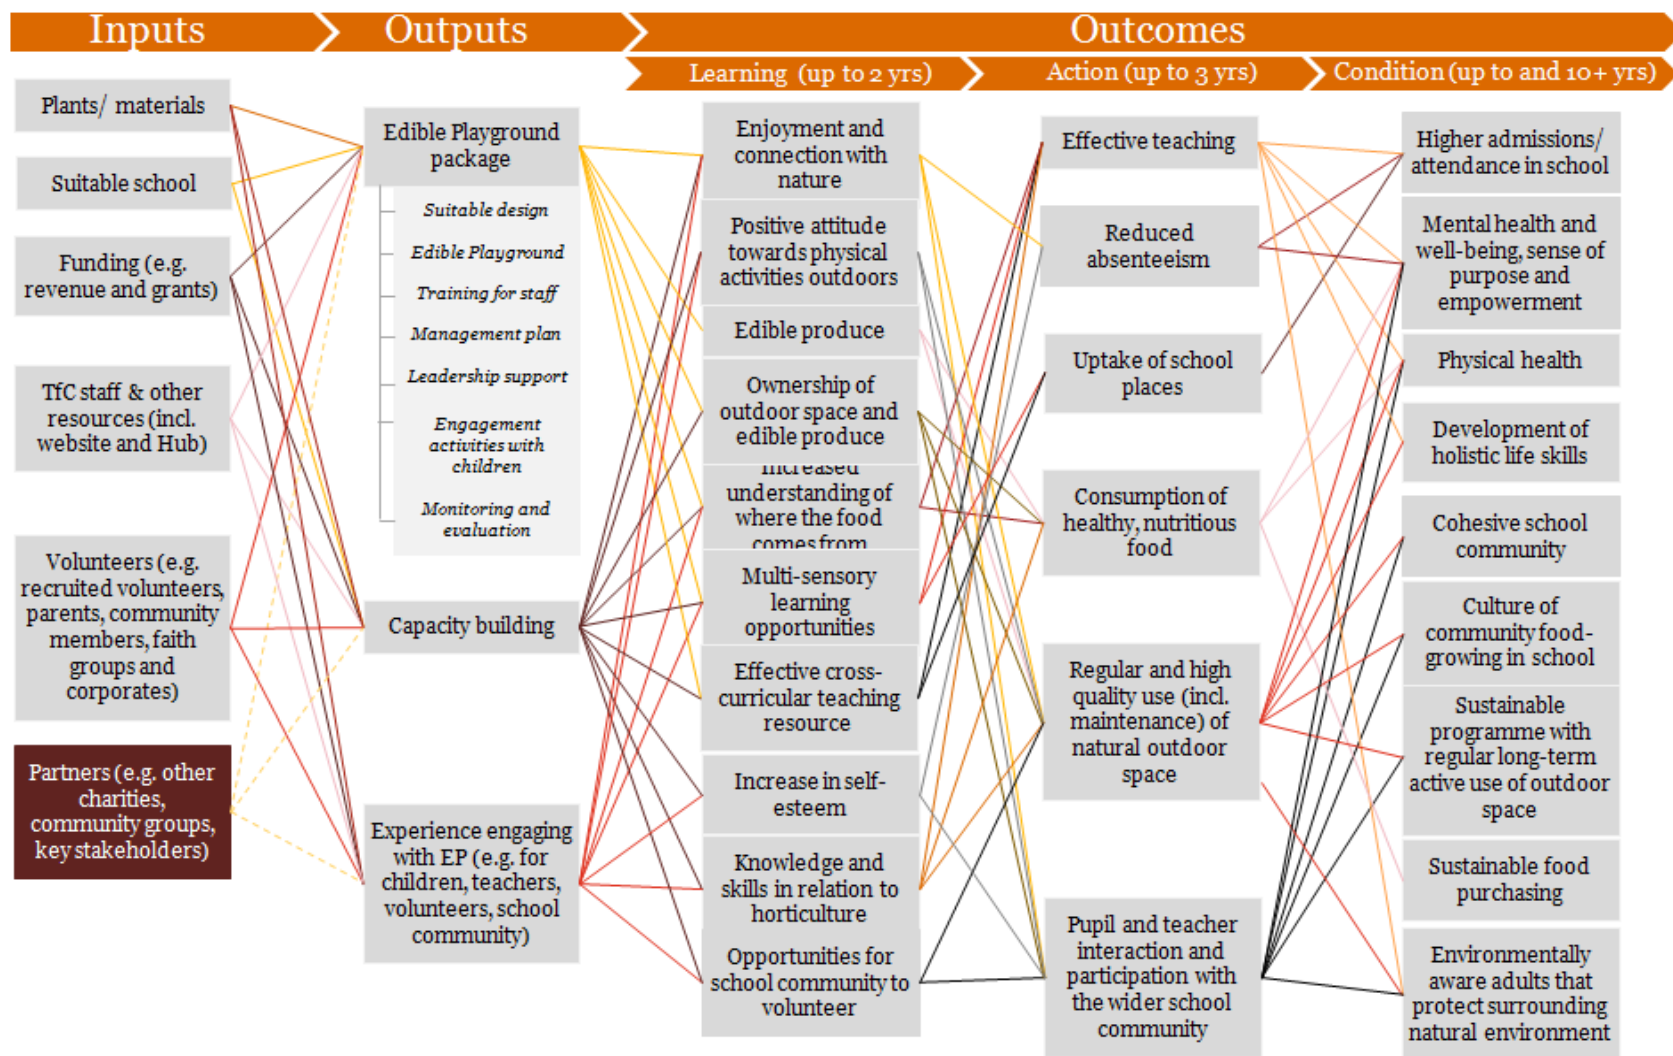 Inputs
Outputs
Outcomes
Learning (up to 2 yrs)
Action (up to 3 yrs)
Condition (up to and 10+ yrs)
Plants/ materials
Suitable school
Funding (e.g.
revenue and grants)
TfC staff & other
resources (incl.
website and Hub)
Volunteers (e.g.
recruited volunteers,
parents, community
members, faith
groups and
corporates)
Partners (e.g. other
charities,
community groups,
key stakeholders)
Edible Playground
package
Suitable design
Edible Playground
Training for staff
Management plan
Leadership support
Engagement
activities with
children
Monitoring and
evaluation
Capacity building
Experience engaging
with EP (e.g. for
children, teachers,
volunteers, school
community)
Enjoyment and
connection with
nature
Positive attitude
towards physical
activities outdoors
Edible produce
Ownership of
outdoor space and
edible produce
Increased
understanding of
where the food
comes from
Multi-sensory
learning
opportunities
Effective cross-
curricular teaching
resource
Increase in self-
esteem
Knowledge and
skills in relation to
horticulture
Opportunities for
school community to
volunteer
Effective teaching
Reduced
absenteeism
Uptake of school
places
Consumption of
healthy, nutritious
food
Regular and high
quality use (incl.
maintenance) of
natural outdoor
space
Pupil and teacher
interaction and
participation with
the wider school
community
Higher admissions/
attendance in school
Mental health and
well-being, sense of
purpose and
empowerment
Physical health
Development of
holistic life skills
Cohesive school
community
Culture of
community food-
growing in school
Sustainable
programme with
regular long-term
active use of outdoor
space
Sustainable food
purchasing
Environmentally
aware adults that
protect surrounding
natural environment